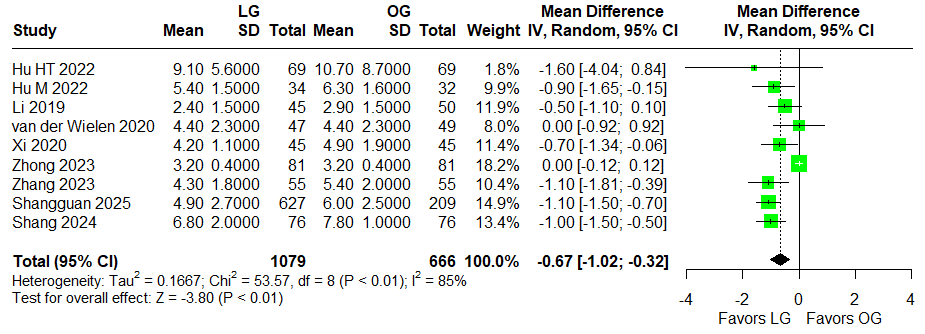 LG OG Mean Difference Mean Difference
Study Mean SD Total Mean SD Total Weight IV, Random, 95% CI IV, Random, 95% CI
Hu HT 2022 9.10 5.6000 69 10.70 8.7000 69 1.8% -1.60 [-4.04; 0.84]
Hu M 2022 5.40 1.5000 34 6.30 1.6000 32 9.9% -0.90 [-1.65; -0.15]
Li 2019 2.40 1.5000 45 2.90 1.5000 50 11.4% -0.50 [-1.10; 0.10]
van der Wielen 2020 4.40 2.3000 47 4.40 2.3000 49 8.0% 0.00 [-0.92; 0.92]
Xi 2020 4.20 1.1000 45 4.90 1.9000 45 11.0% -0.70 [-1.34; -0.06]
Zhong 2023 3.20 0.4000 81 3.20 0.4000 81 18.2% 0.00 [-0.12; 0.12]
Zhang 2023 4.30 1.8000 55 5.40 2.0000 55 10.4% -1.10 [-1.81; -0.39]
Shangguan 2025 4.90 2.7000 627 6.00 2.5000 209 14.9% -1.10 [-1.50; -0.70]
Shang 2024 6.80 2.0000 76 7.80 1.0000 76 13.4% -1.00 [-1.50; -0.50]
Total (95% CI) 1079 666 100.0% -0.67 [-1.02; -0.32]
Heterogeneity: Tau² = 0.1667; Chi² = 53.57, df = 8 (P < 0.01); I² = 85%
Test for overall effect: Z = -3.80 (P < 0.01)
-4 -2 0 2 4
Favors LG Favors OG